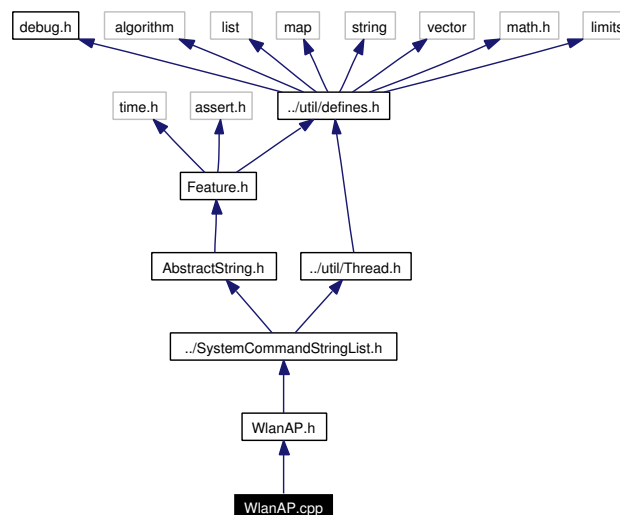 debug.h algorithm list map string vector math.h limits
time.h assert.h ../util/defines.h
Feature.h
AbstractString.h ../util/Thread.h
../SystemCommandStringList.h
WlanAP.h
WlanAP.cpp